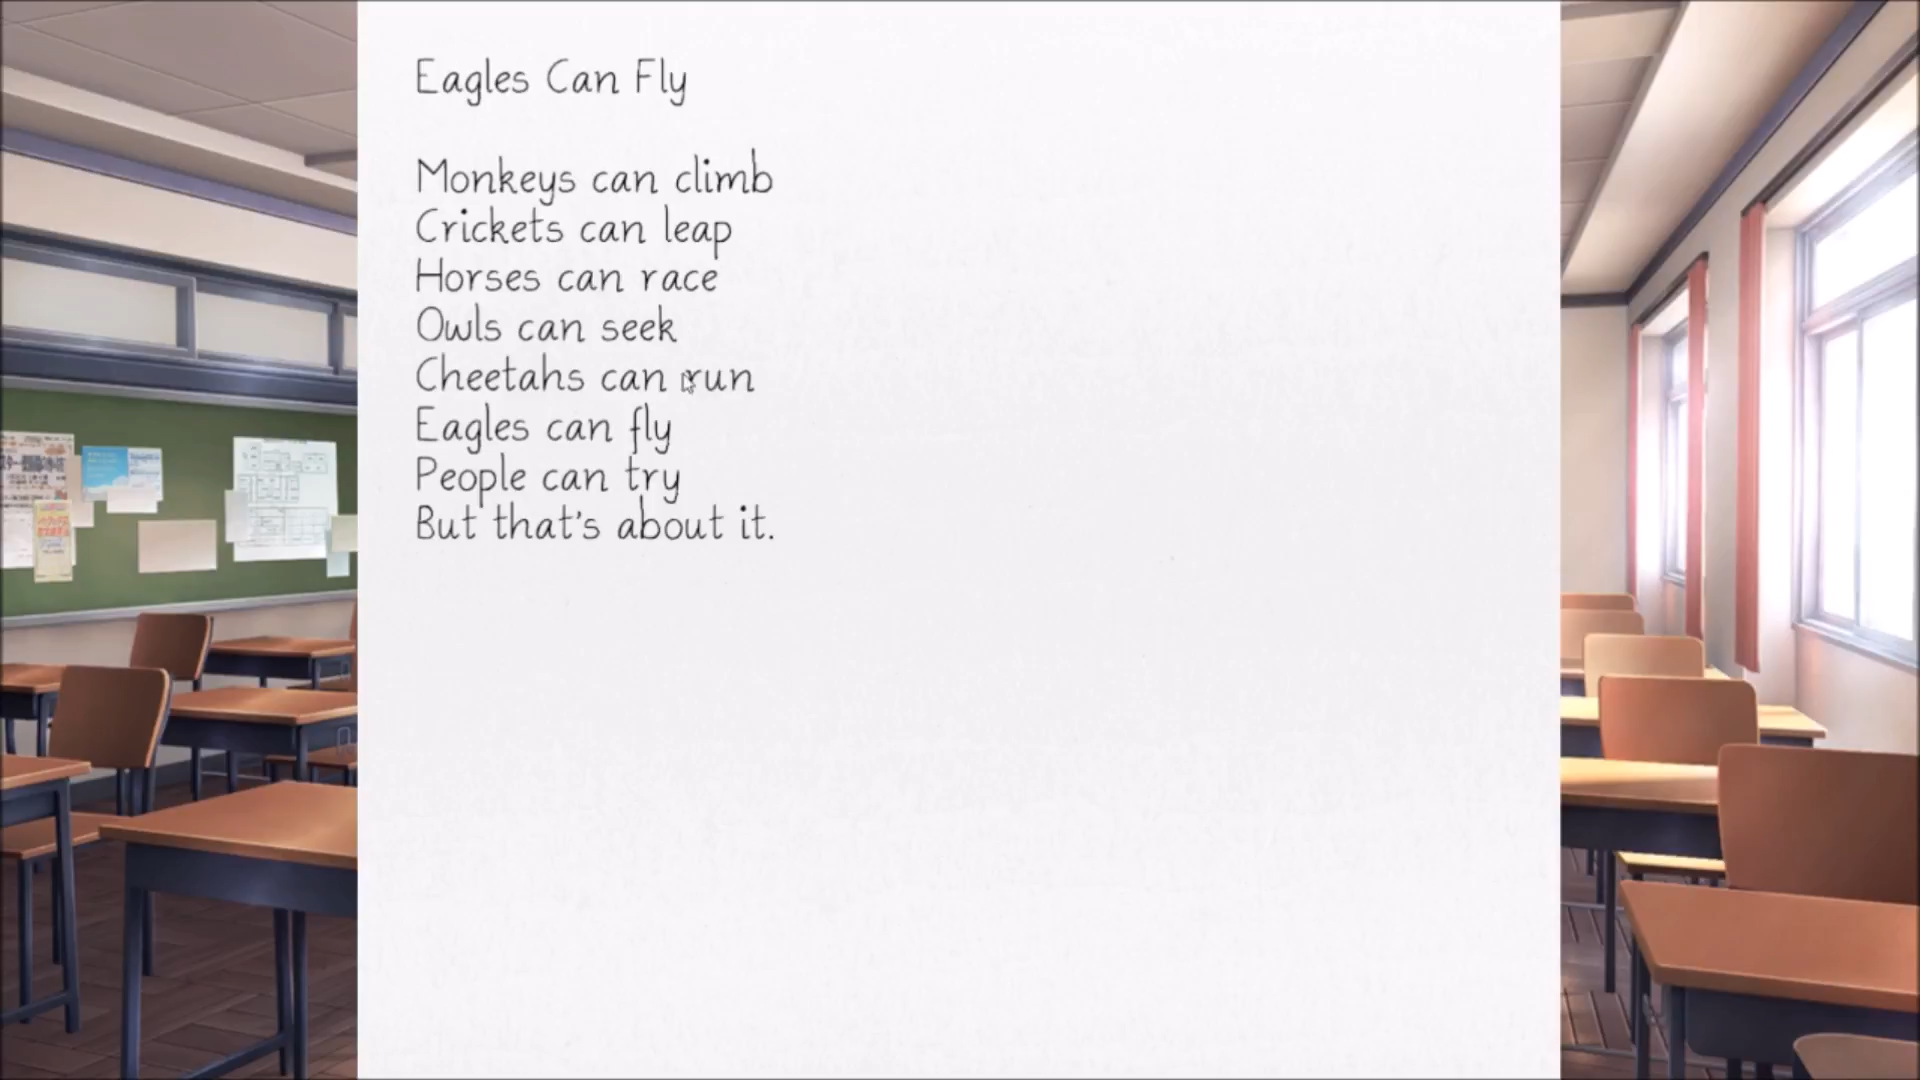 Eagles Can Fly
Monkeys can climb
Crickets can leap
Horses can race
Owls can seek
Cheetahs can run
Eagles can fly
People can try
But that's about it.